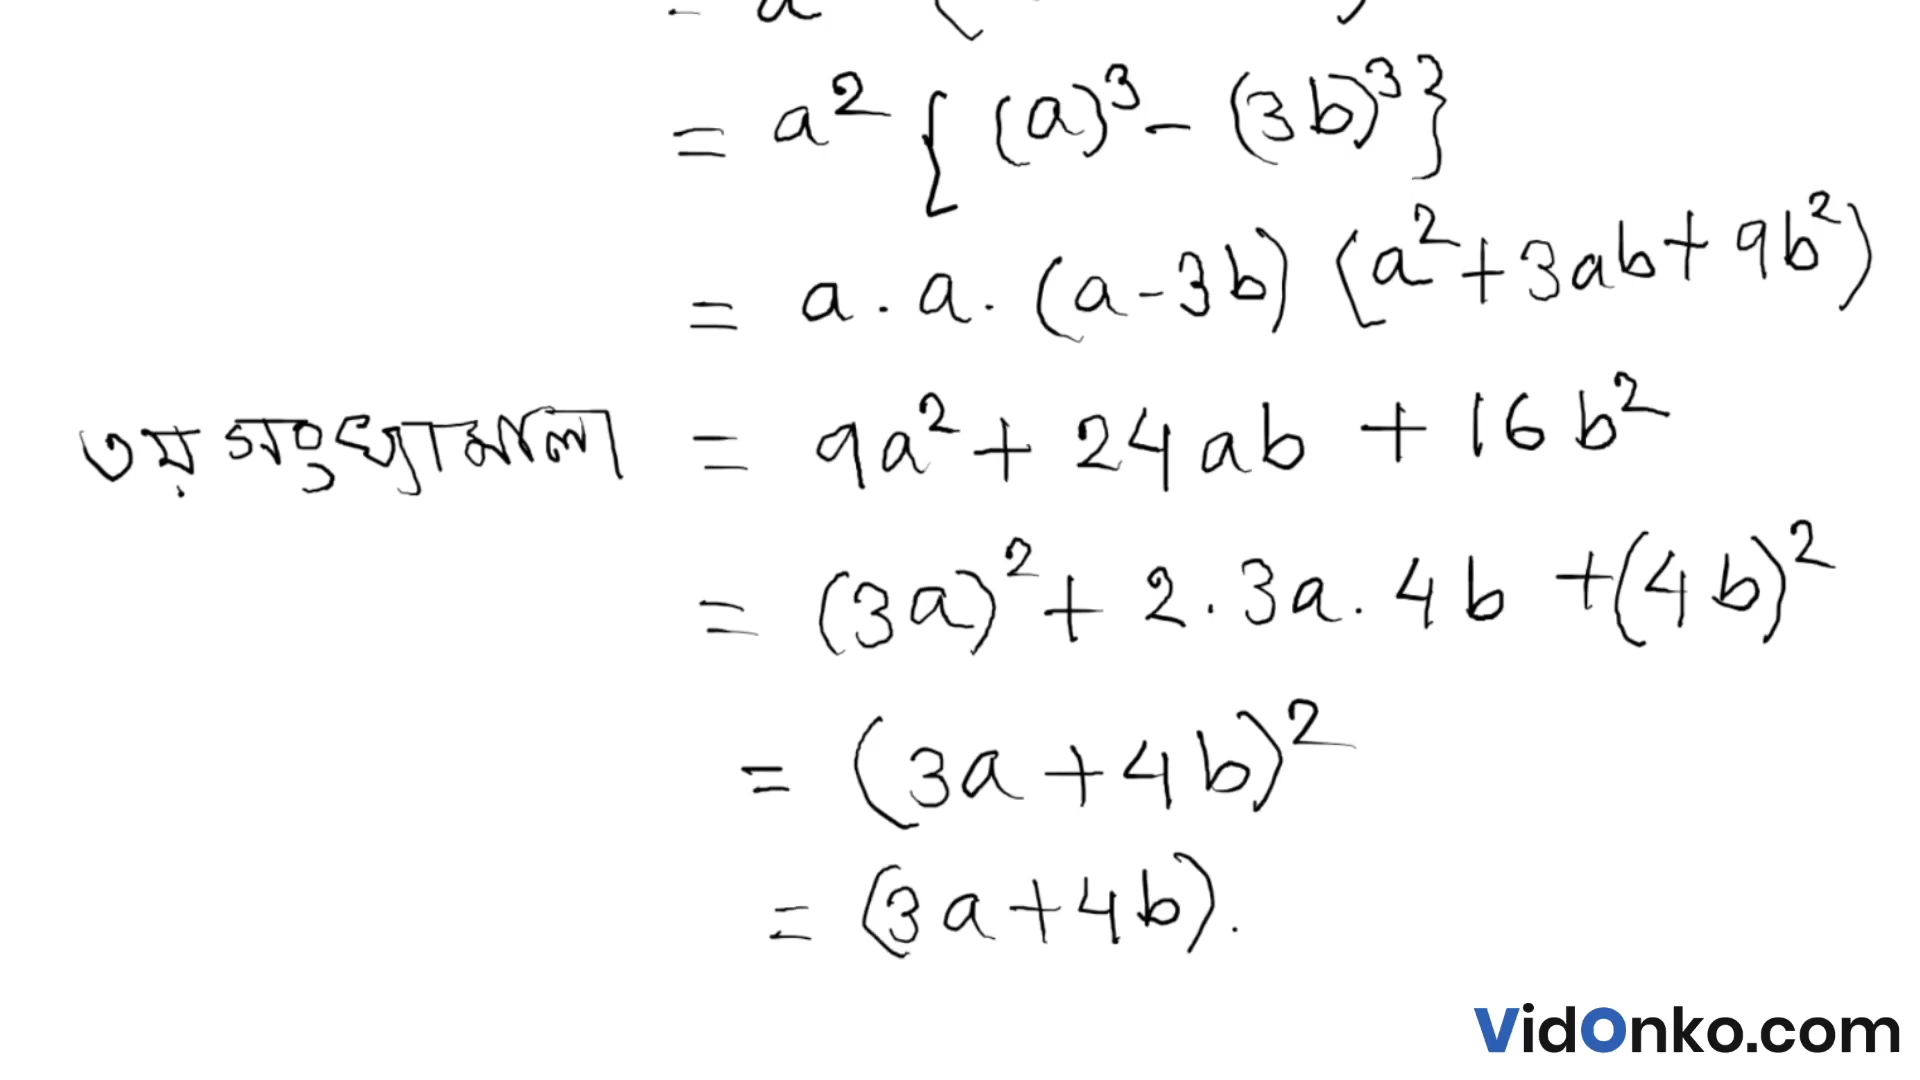 = a² { (a)³ - (3b)³}
= a . a . (a - 3b) (a² + 3ab + 9b²)
৩য় সংখ্যামালা = 9a² + 24ab + 16b²
= (3a)² + 2 . 3a . 4b + (4b)²
= (3a + 4b)²
= (3a + 4b) .
VidOnko.com